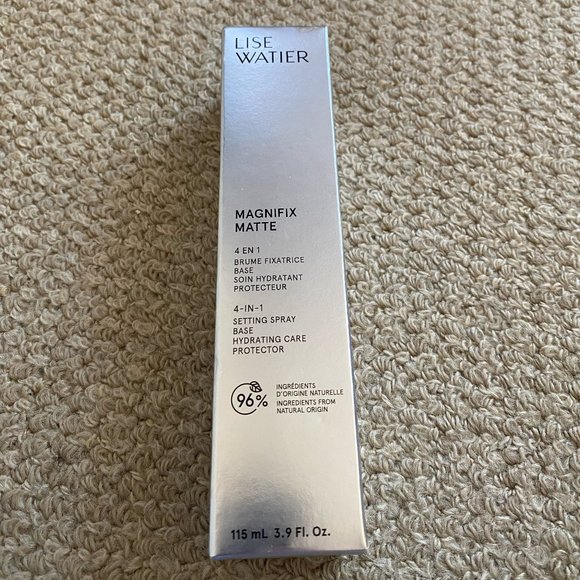 LISE
WATIER
MAGNIFIX
MATTE
4 EN 1
BRUME FIXATRICE
BASE
SOIN HYDRATANT
PROTECTEUR
4-IN-1
SETTING SPRAY
BASE
HYDRATING CARE
PROTECTOR
96%
INGRÉDIENTS
D'ORIGINE NATURELLE
INGREDIENTS FROM
NATURAL ORIGIN
115 mL 3.9 Fl. Oz.